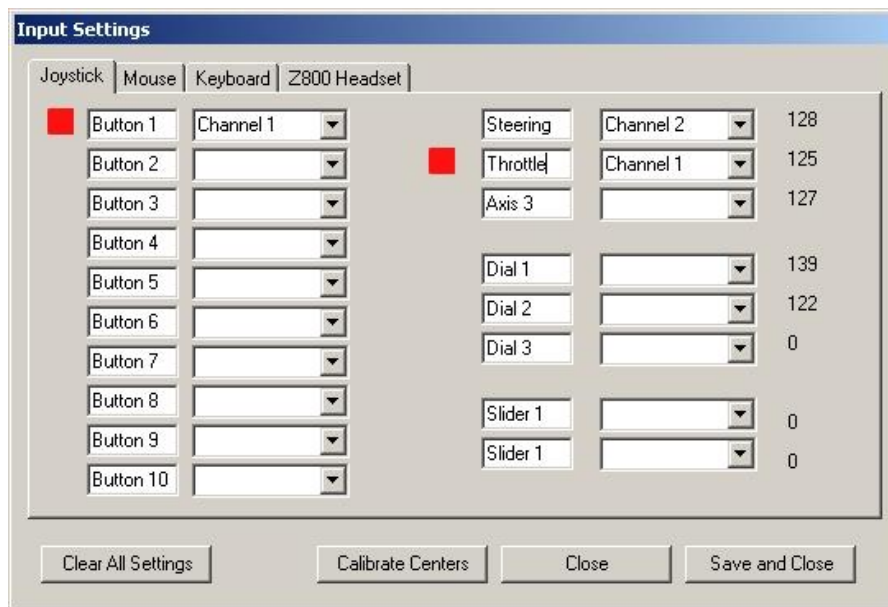 Input Settings
Joystick Mouse Keyboard Z800 Headset
Button 1 Channel 1
Button 2
Button 3
Button 4
Button 5
Button 6
Button 7
Button 8
Button 9
Button 10
Steering Channel 2 128
Throttle Channel 1 125
Axis 3 127
Dial 1 139
Dial 2 122
Dial 3 0
Slider 1 0
Slider 1 0
Clear All Settings Calibrate Centers Close Save and Close